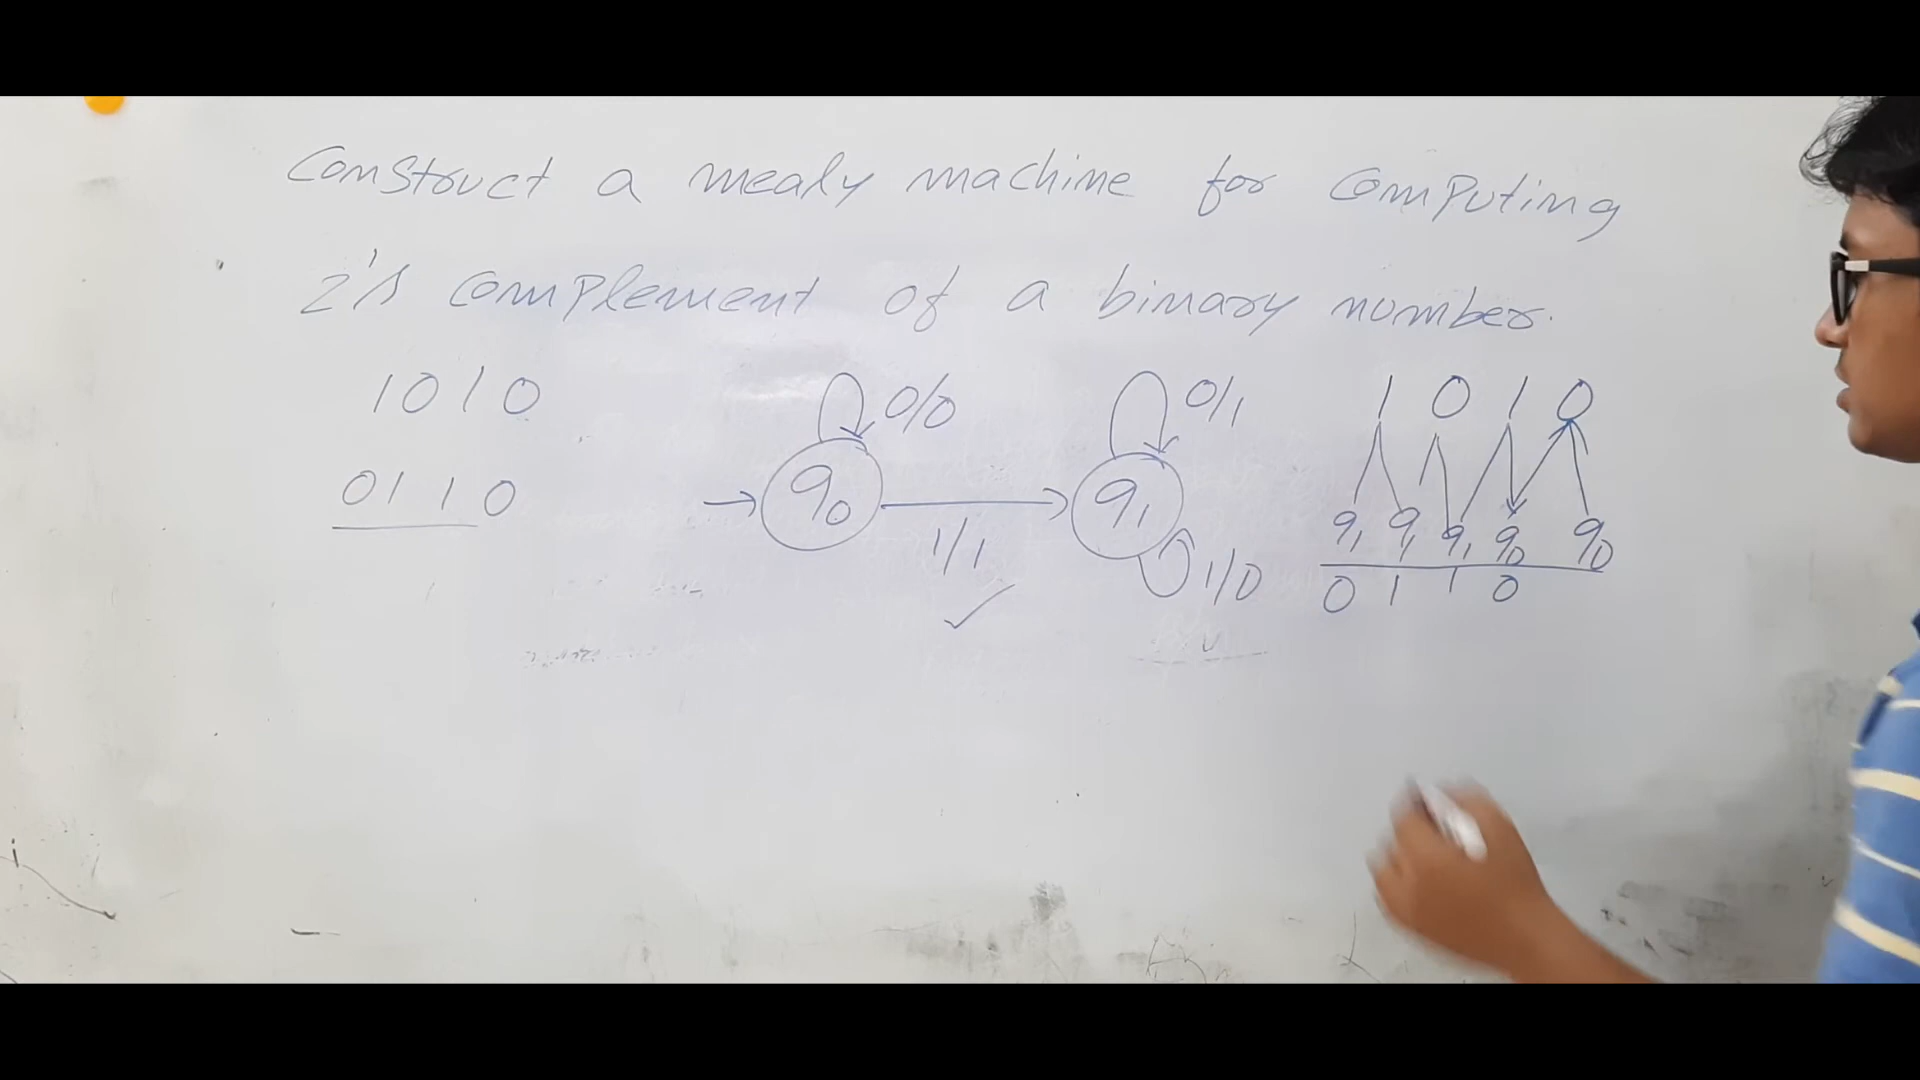 Construct a mealy machine for computing
2's complement of a binary number.
1010
0110
0/0
q0
1/1
0/1
q1
1/0
1 0 1 0
q1 q1 q1 q0 q0
0 1 1 0